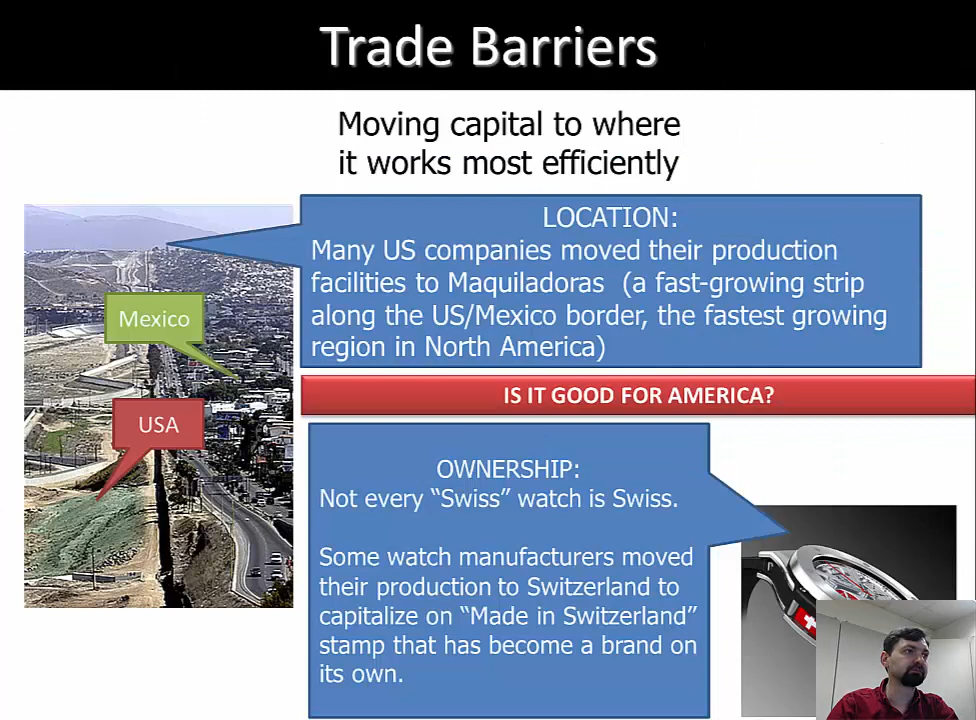 Trade Barriers
Moving capital to where
it works most efficiently
LOCATION:
Many US companies moved their production
facilities to Maquiladoras (a fast-growing strip
along the US/Mexico border, the fastest growing
region in North America)
Mexico
USA
IS IT GOOD FOR AMERICA?
OWNERSHIP:
Not every “Swiss” watch is Swiss.
Some watch manufacturers moved
their production to Switzerland to
capitalize on “Made in Switzerland”
stamp that has become a brand on
its own.